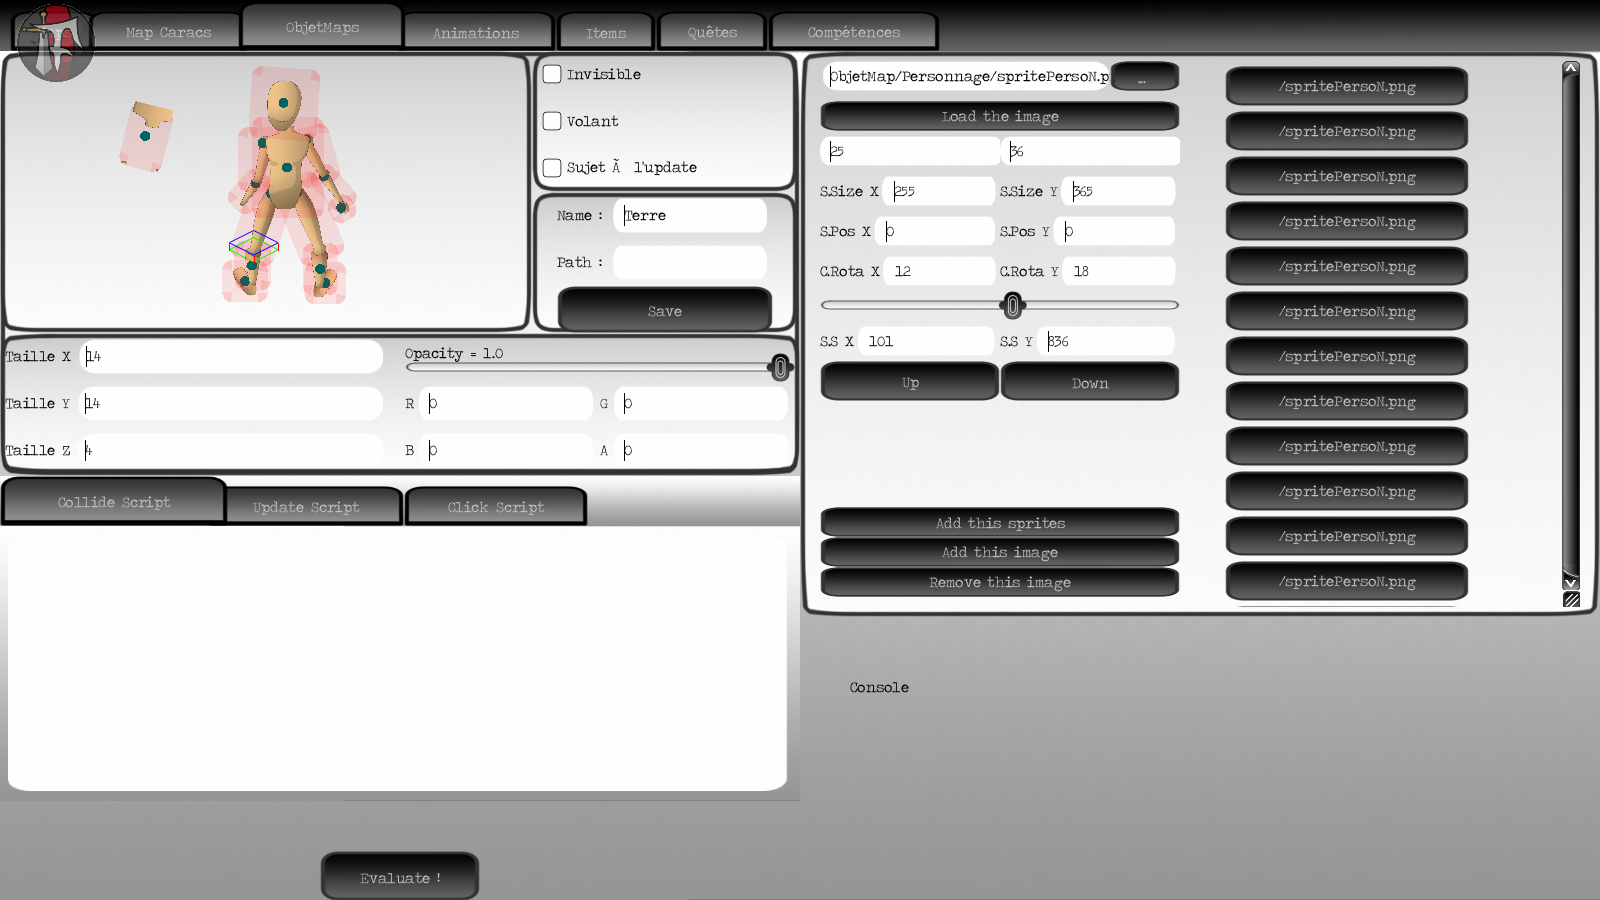 Map Caracs
ObjetMaps
Animations
Items
Quêtes
Compétences
Invisible
Volant
Sujet Ã l'update
Name :
Terre
Path :
Save
Taille X
14
Taille Y
14
Taille Z
4
Opacity = 1.0
R
0
G
0
B
0
A
0
Collide Script
Update Script
Click Script
Evaluate !
ObjetMap/Personnage/spritePersoN.p
...
Load the image
25
36
S.Size X
255
S.Size Y
365
S.Pos X
0
S.Pos Y
0
C.Rota X
12
C.Rota Y
18
S.S X
101
S.S Y
836
Up
Down
Add this sprites
Add this image
Remove this image
/spritePersoN.png
/spritePersoN.png
/spritePersoN.png
/spritePersoN.png
/spritePersoN.png
/spritePersoN.png
/spritePersoN.png
/spritePersoN.png
/spritePersoN.png
/spritePersoN.png
/spritePersoN.png
/spritePersoN.png
Console